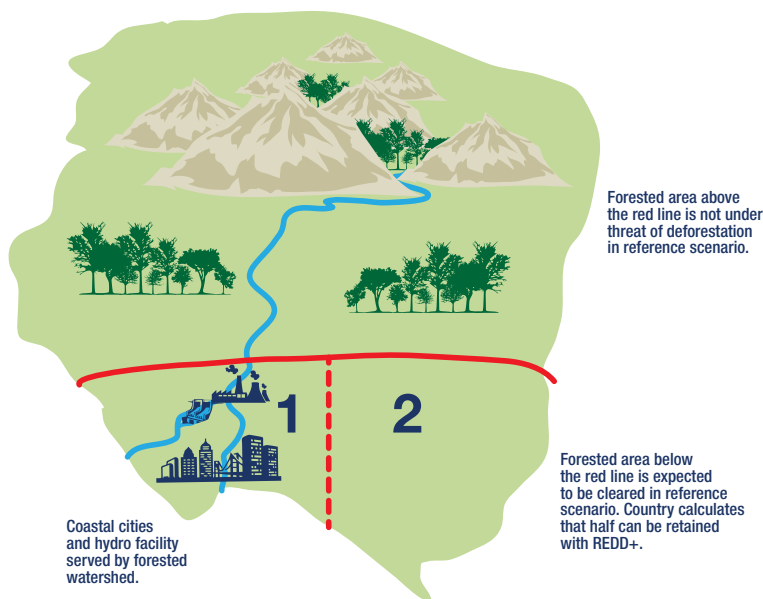 Forested area above
the red line is not under
threat of deforestation
in reference scenario.
1
2
Forested area below
the red line is expected
to be cleared in reference
scenario. Country calculates
that half can be retained
with REDD+.
Coastal cities
and hydro facility
served by forested
watershed.